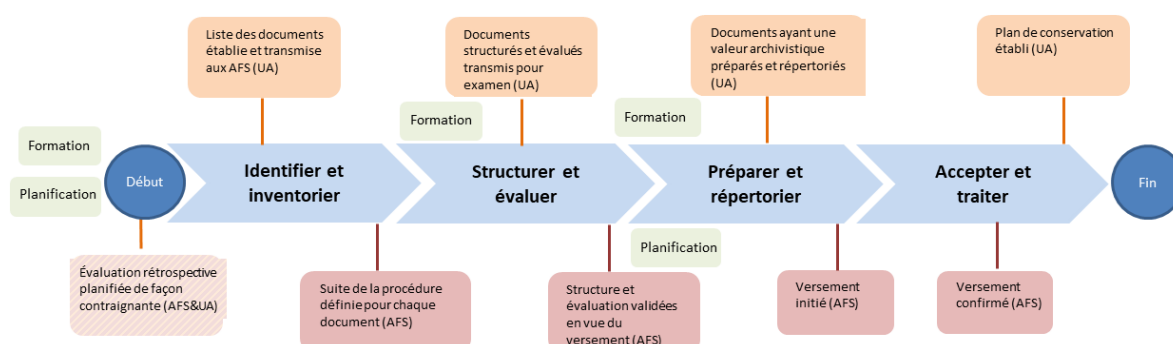 Liste des documents
établie et transmise
aux AFS (UA)
Documents
structurés et évalués
transmis pour
examen (UA)
Documents ayant une
valeur archivistique
préparés et répertoriés
(UA)
Plan de conservation
établi (UA)
Formation
Formation
Formation
Planification
Début
Identifier et
inventorier
Structurer et
évaluer
Préparer et
répertorier
Accepter et
traiter
Fin
Planification
Évaluation rétrospective
planifiée de façon
contraignante (AFS&UA)
Suite de la procédure
définie pour chaque
document (AFS)
Structure et
évaluation validées
en vue du
versement (AFS)
Versement
initié (AFS)
Versement
confirmé (AFS)